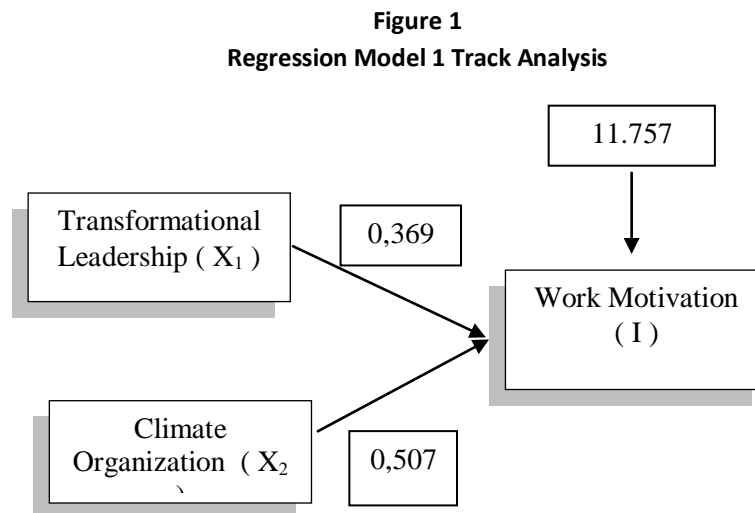 Figure 1
Regression Model 1 Track Analysis
11.757
Transformational
Leadership ( X₁ )
0,369
Work Motivation
( I )
Climate
Organization ( X₂
0,507